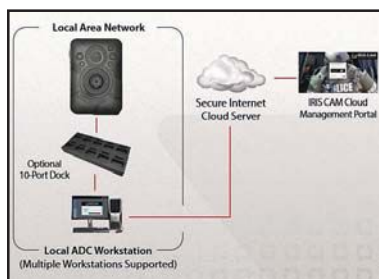 Local Area Network
Optional
10-Port Dock
Local ADC Workstation
(Multiple Workstations Supported)
Secure Internet
Cloud Server
IRIS CAM Cloud
Management Portal